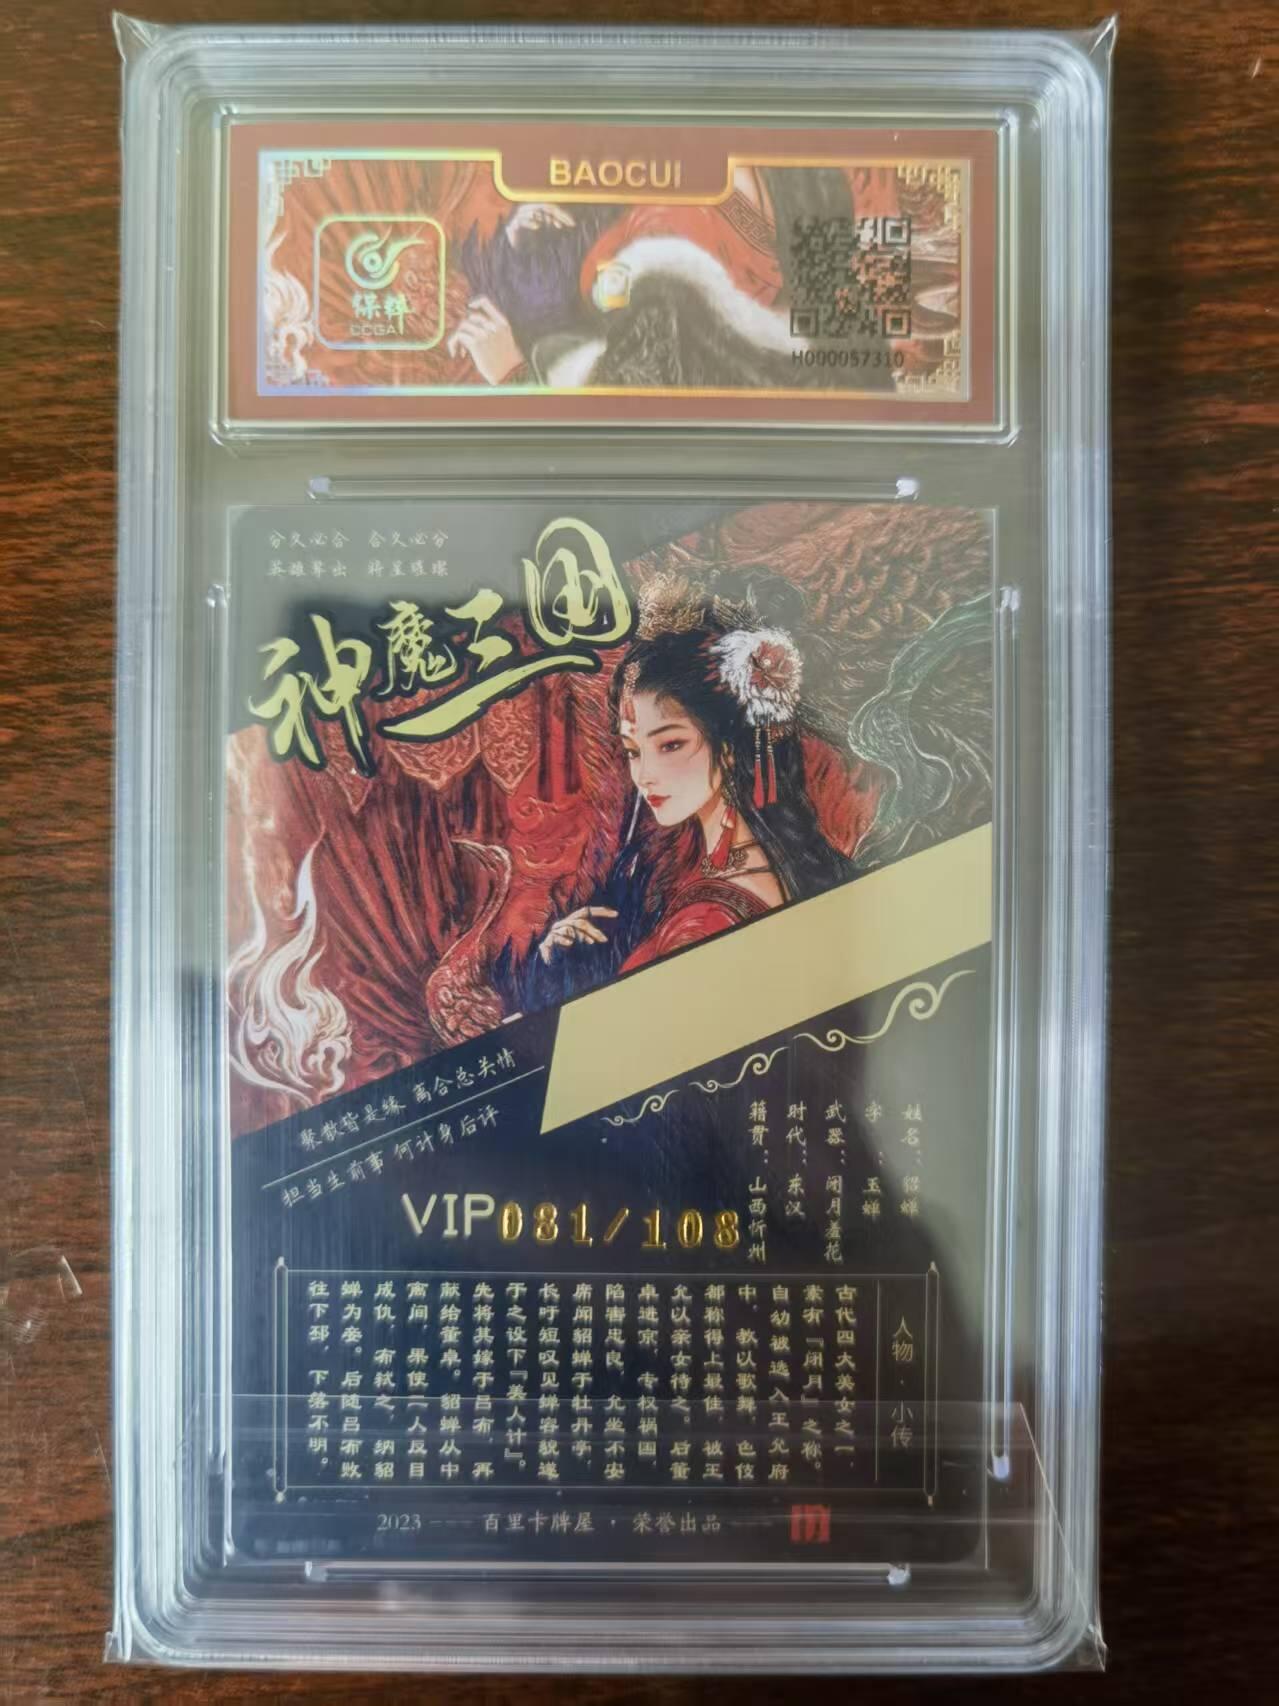 BAOCUI
保粹
CCGA
H000057310
分久必合 合久必分
英雄辈出 将星璀璨
神魔三国
聚散皆是缘 离合总关情
担当生前事 何计身后评
姓名：貂蝉
字：玉蝉
武器：闭月羞花
时代：东汉
籍贯：山西忻州
VIP081/108
人物·小传
古代四大美女之一，
素有『闭月』之称。
自幼被选入王允府
中，教以歌舞，色伎
都称得上最佳，被王
允以亲女待之。后董
卓进京，专权祸国，
陷害忠良，允坐不安
席闻貂蝉于牡丹亭，
长吁短叹见蝉容貌遂
于之设下『美人计』。
先将其嫁于吕布，再
献给董卓。貂蝉从中
离间，果使二人反目
成仇，布弑之，纳貂
蝉为妾。后随吕布败
往下邳，下落不明。
2023 --- 百里卡牌屋·荣誉出品